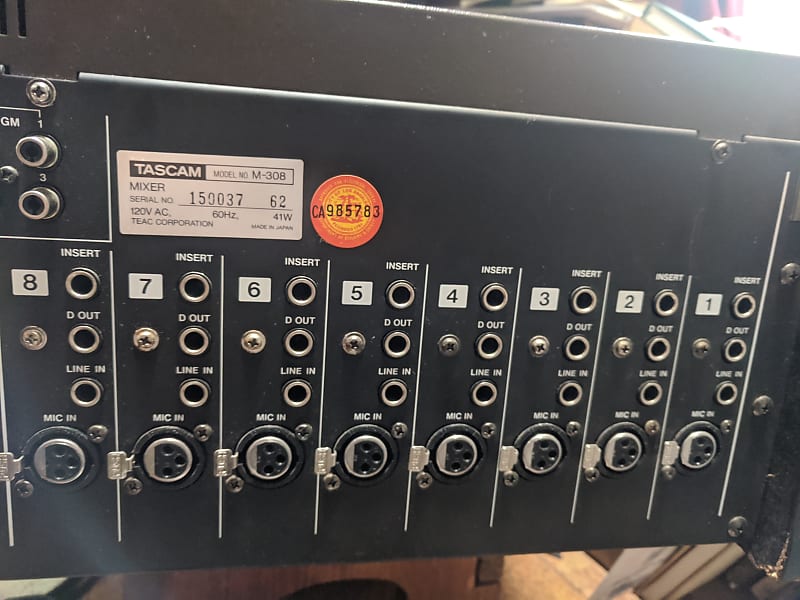 GM 1
3
TASCAM MODEL NO. M-308
MIXER
SERIAL NO. 150037 62
120V AC, 60Hz, 41W
TEAC CORPORATION MADE IN JAPAN
CA985783
INSERT INSERT INSERT INSERT INSERT INSERT INSERT INSERT
8 7 6 5 4 3 2 1
D OUT D OUT D OUT D OUT D OUT D OUT D OUT D OUT
LINE IN LINE IN LINE IN LINE IN LINE IN LINE IN LINE IN LINE IN
MIC IN MIC IN MIC IN MIC IN MIC IN MIC IN MIC IN MIC IN